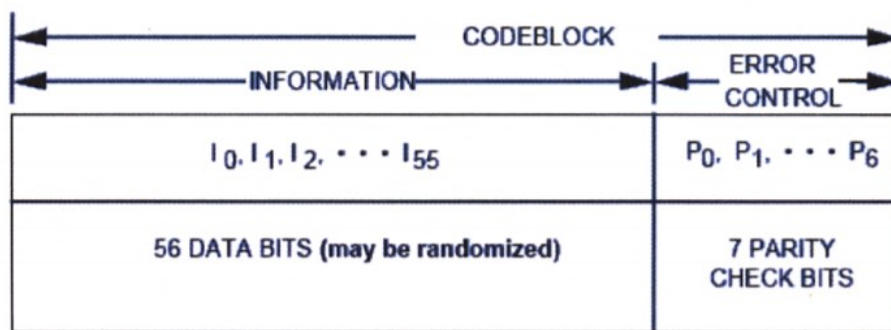 CODEBLOCK
INFORMATION
ERROR
CONTROL
I0, I1, I2, · · · I55
P0, P1, · · · P6
56 DATA BITS (may be randomized)
7 PARITY
CHECK BITS